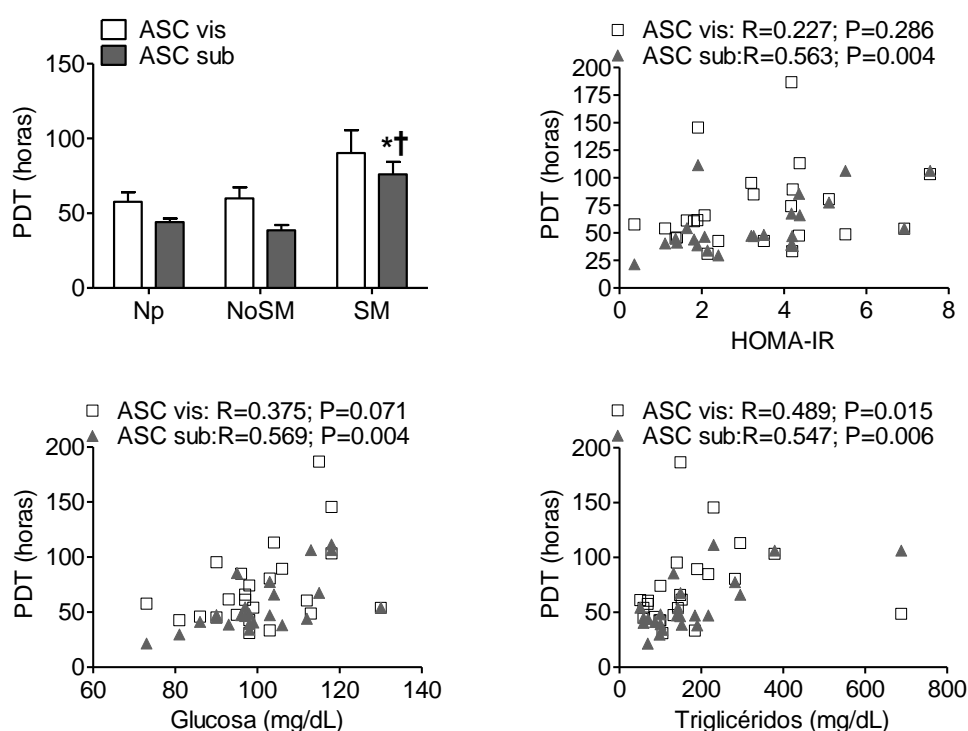 ASC vis
ASC sub
150
100
50
0
PDT (horas)
*†
Np NoSM SM
ASC vis: R=0.227; P=0.286
ASC sub:R=0.563; P=0.004
200
175
150
125
100
75
50
25
0
PDT (horas)
0 2 4 6 8
HOMA-IR
ASC vis: R=0.375; P=0.071
ASC sub:R=0.569; P=0.004
200
150
100
50
0
PDT (horas)
60 80 100 120 140
Glucosa (mg/dL)
ASC vis: R=0.489; P=0.015
ASC sub:R=0.547; P=0.006
200
150
100
50
0
PDT (horas)
0 200 400 600 800
Triglicéridos (mg/dL)